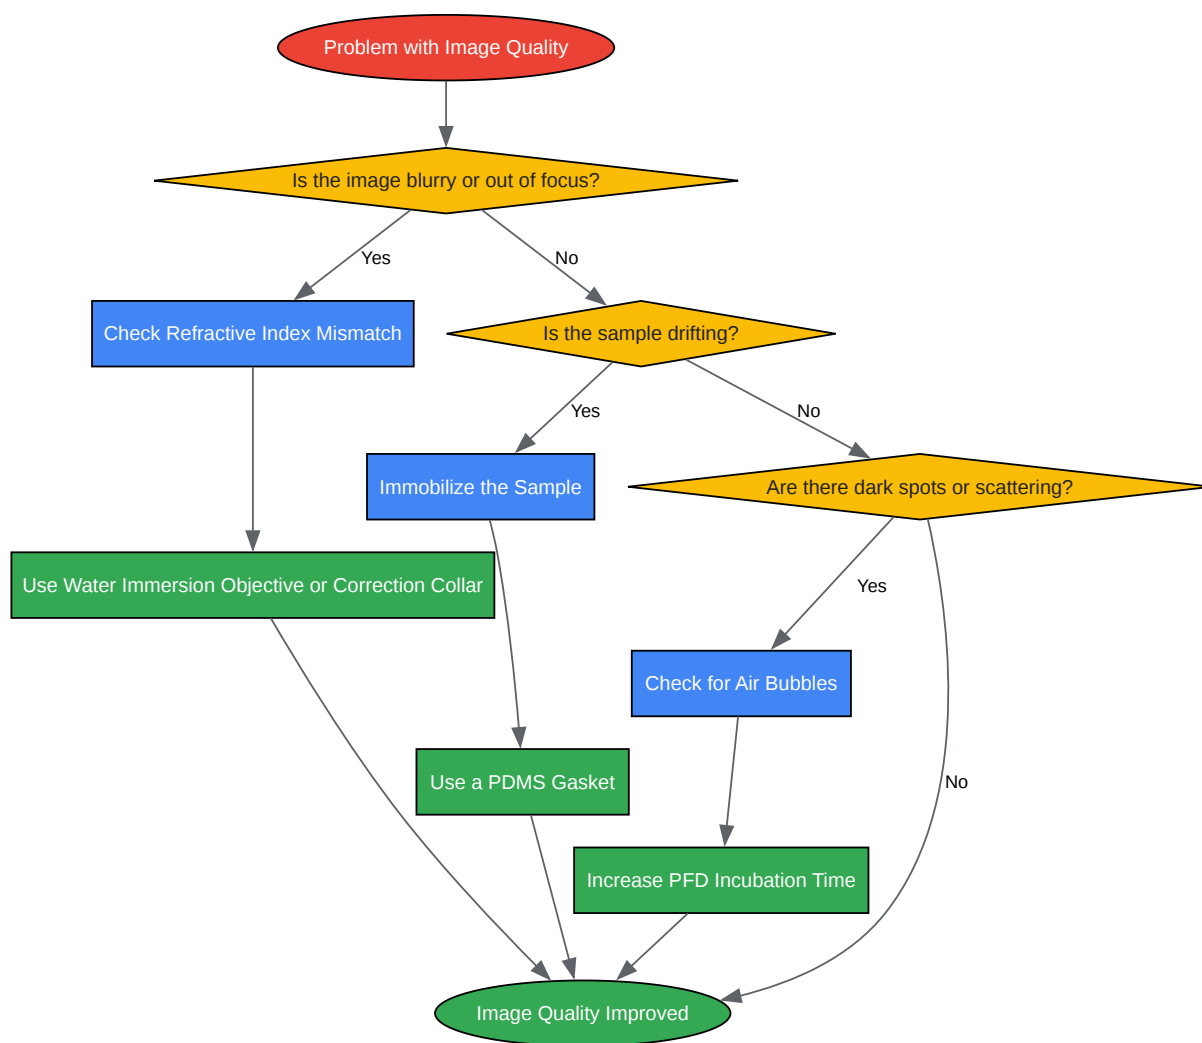 Problem with Image Quality
Is the image blurry or out of focus?
Yes
No
Check Refractive Index Mismatch
Is the sample drifting?
Yes
No
Immobilize the Sample
Are there dark spots or scattering?
Use Water Immersion Objective or Correction Collar
Yes
Check for Air Bubbles
Use a PDMS Gasket
No
Increase PFD Incubation Time
Image Quality Improved